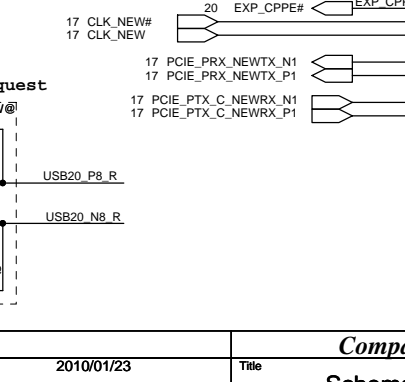 20 EXP_CPPE#
17 CLK_NEW#
17 CLK_NEW
17 PCIE_PRX_NEWTX_N1
17 PCIE_PRX_NEWTX_P1
quest
17 PCIE_PTX_C_NEWRX_N1
17 PCIE_PTX_C_NEWRX_P1
USB20_P8_R
USB20_N8_R
2010/01/23
Title